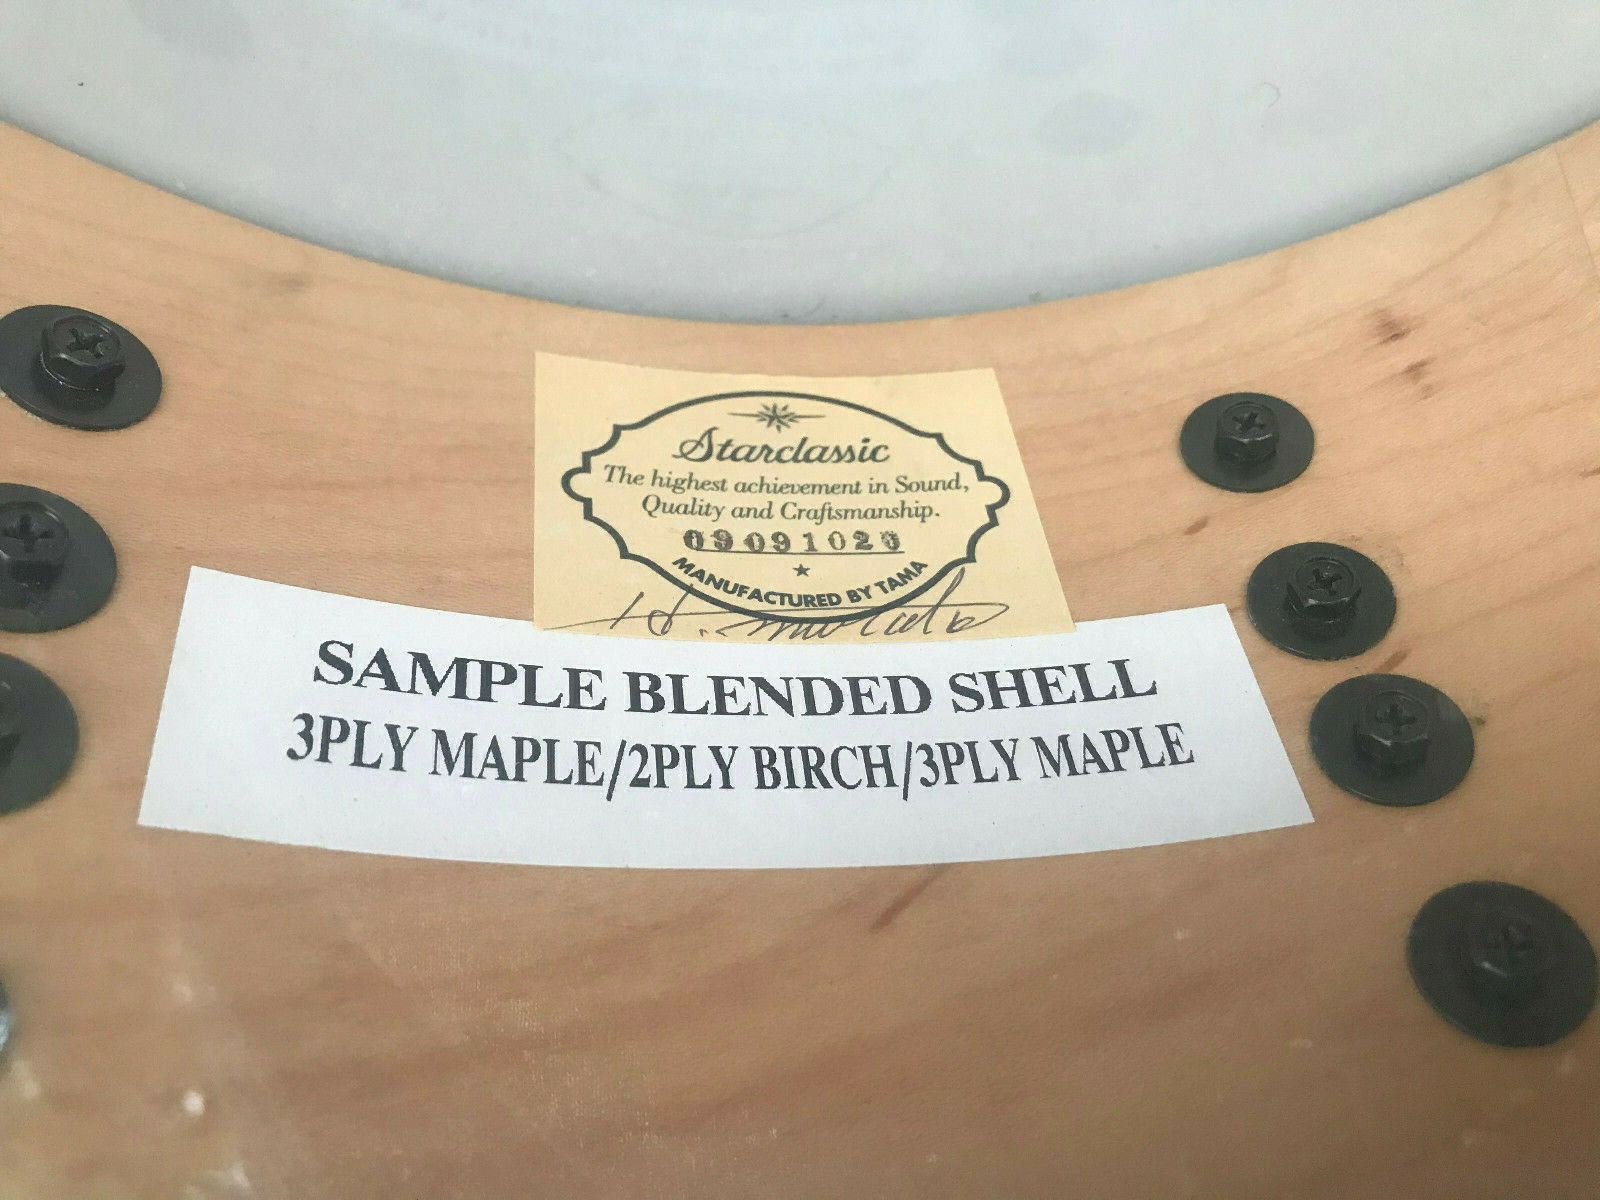 Starclassic
The highest achievement in Sound,
Quality and Craftsmanship.
MANUFACTURED BY TAMA
SAMPLE BLENDED SHELL
3PLY MAPLE/2PLY BIRCH/3PLY MAPLE